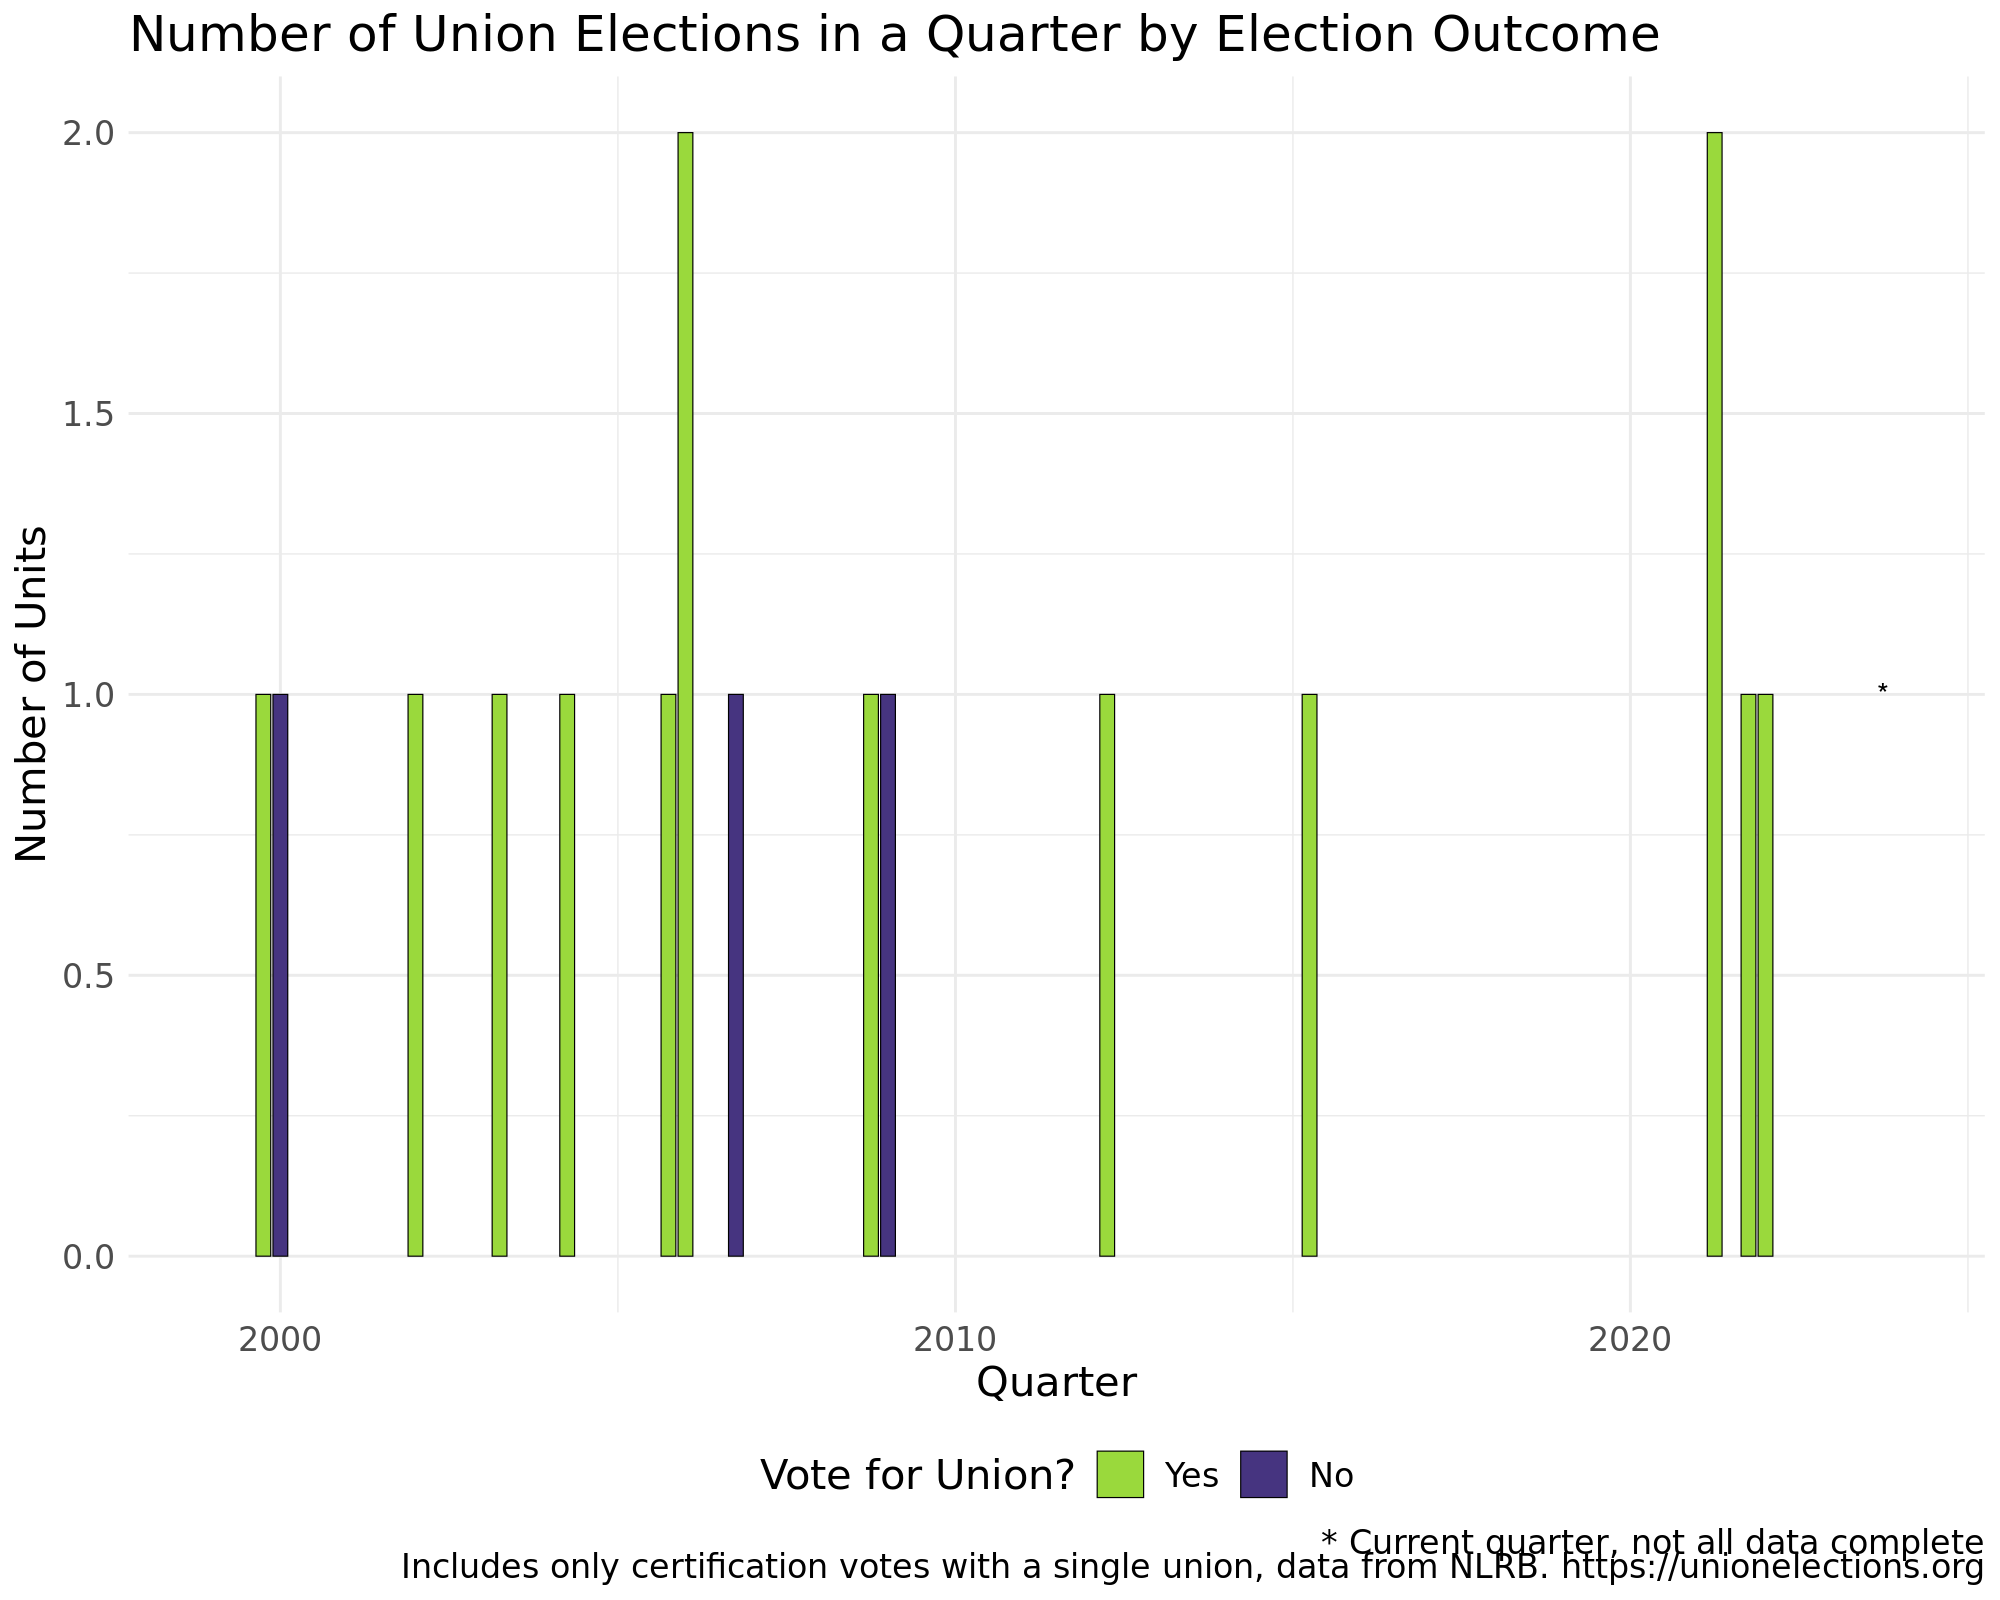 Number of Union Elections in a Quarter by Election Outcome
2.0
1.5
1.0
0.5
0.0
Number of Units
*
2000 2010 2020
Quarter
Vote for Union? Yes No
* Current quarter, not all data complete
Includes only certification votes with a single union, data from NLRB. https://unionelections.org